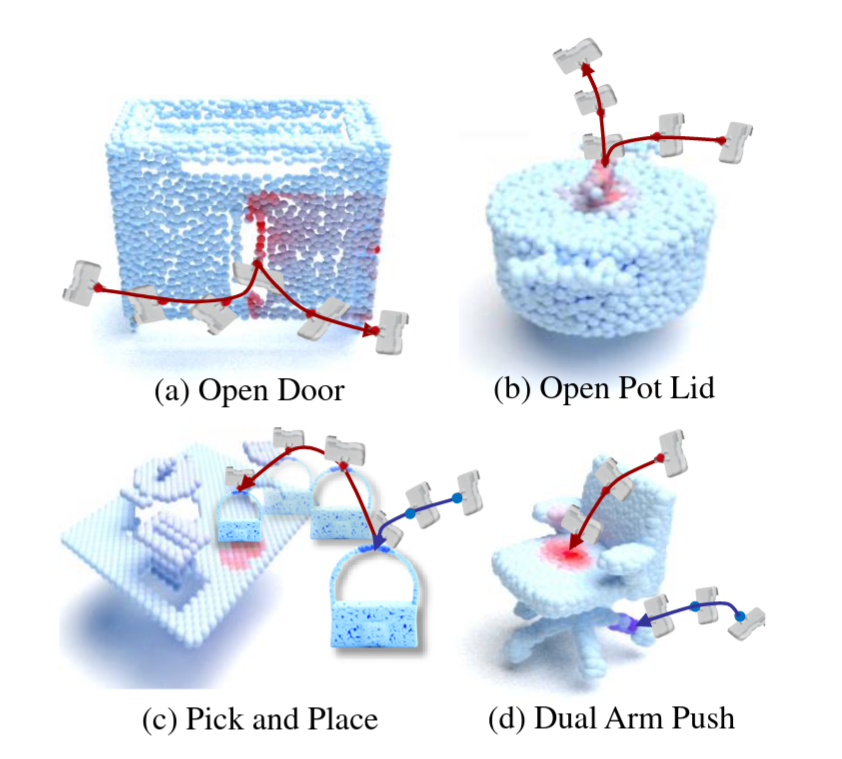 (a) Open Door
(b) Open Pot Lid
(c) Pick and Place
(d) Dual Arm Push